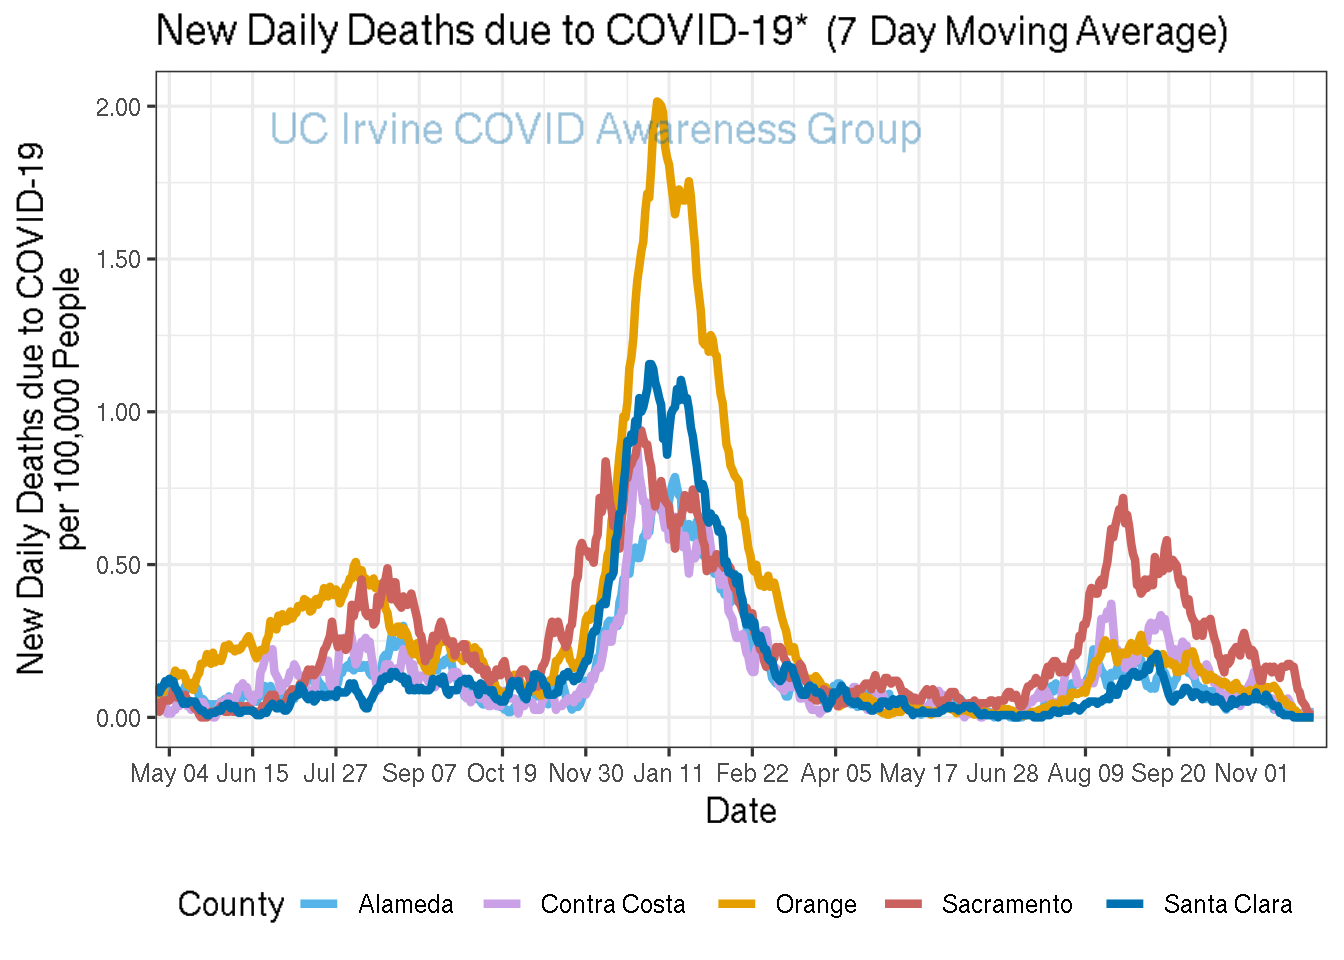 New Daily Deaths due to COVID-19* (7 Day Moving Average)
UC Irvine COVID Awareness Group
New Daily Deaths due to COVID-19
per 100,000 People
2.00
1.50
1.00
0.50
0.00
May 04 Jun 15 Jul 27 Sep 07 Oct 19 Nov 30 Jan 11 Feb 22 Apr 05 May 17 Jun 28 Aug 09 Sep 20 Nov 01
Date
County Alameda Contra Costa Orange Sacramento Santa Clara